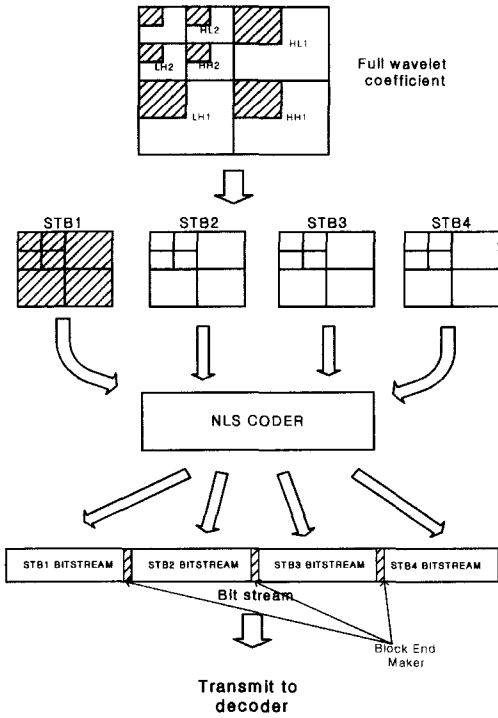 HL2
HL1
LH2
HH2
Full wavelet
coefficient
LH1
HH1
STB1
STB2
STB3
STB4
NLS CODER
STB1 BITSTREAM
STB2 BITSTREAM
STB3 BITSTREAM
STB4 BITSTREAM
Bit stream
Block End
Maker
Transmit to
decoder